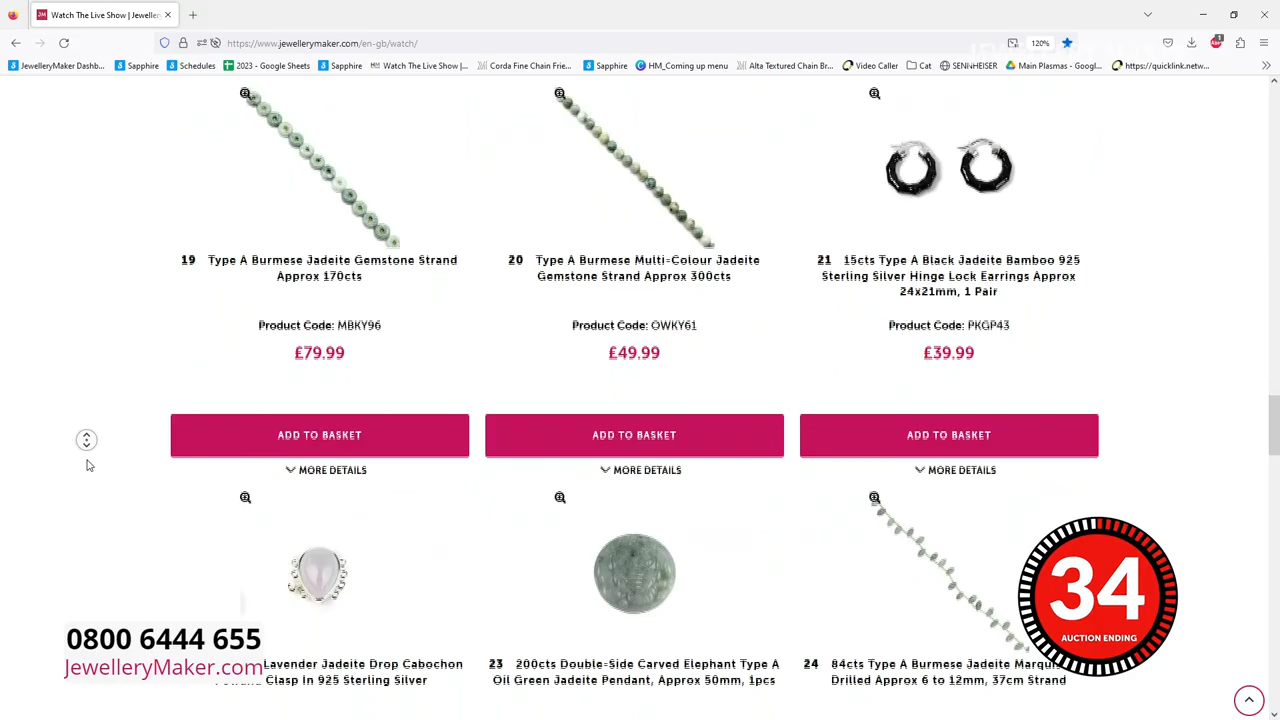 Watch The Live Show | Jeweller
https://www.jewellerymaker.com/en-gb/watch/
120%
1
JewelleryMaker Dashb...
Sapphire
Schedules
2023 - Google Sheets
Sapphire
Watch The Live Show |...
Corda Fine Chain Frie...
Sapphire
HM_Coming up menu
Alta Textured Chain Br...
Video Caller
Cat
SENNHEISER
Main Plasmas - Googl...
https://quicklink.netw...
19 Type A Burmese Jadeite Gemstone Strand
Approx 170cts
Product Code: MBKY96
£79.99
ADD TO BASKET
MORE DETAILS
20 Type A Burmese Multi-Colour Jadeite
Gemstone Strand Approx 300cts
Product Code: OWKY61
£49.99
ADD TO BASKET
MORE DETAILS
21 15cts Type A Black Jadeite Bamboo 925
Sterling Silver Hinge Lock Earrings Approx
24x21mm, 1 Pair
Product Code: PKGP43
£39.99
ADD TO BASKET
MORE DETAILS
Lavender Jadeite Drop Cabochon
Clasp In 925 Sterling Silver
23 200cts Double-Side Carved Elephant Type A
Oil Green Jadeite Pendant, Approx 50mm, 1pcs
24 84cts Type A Burmese Jadeite
Drilled Approx 6 to 12mm, 37cm Strand
0800 6444 655
JewelleryMaker.com
34
AUCTION ENDING